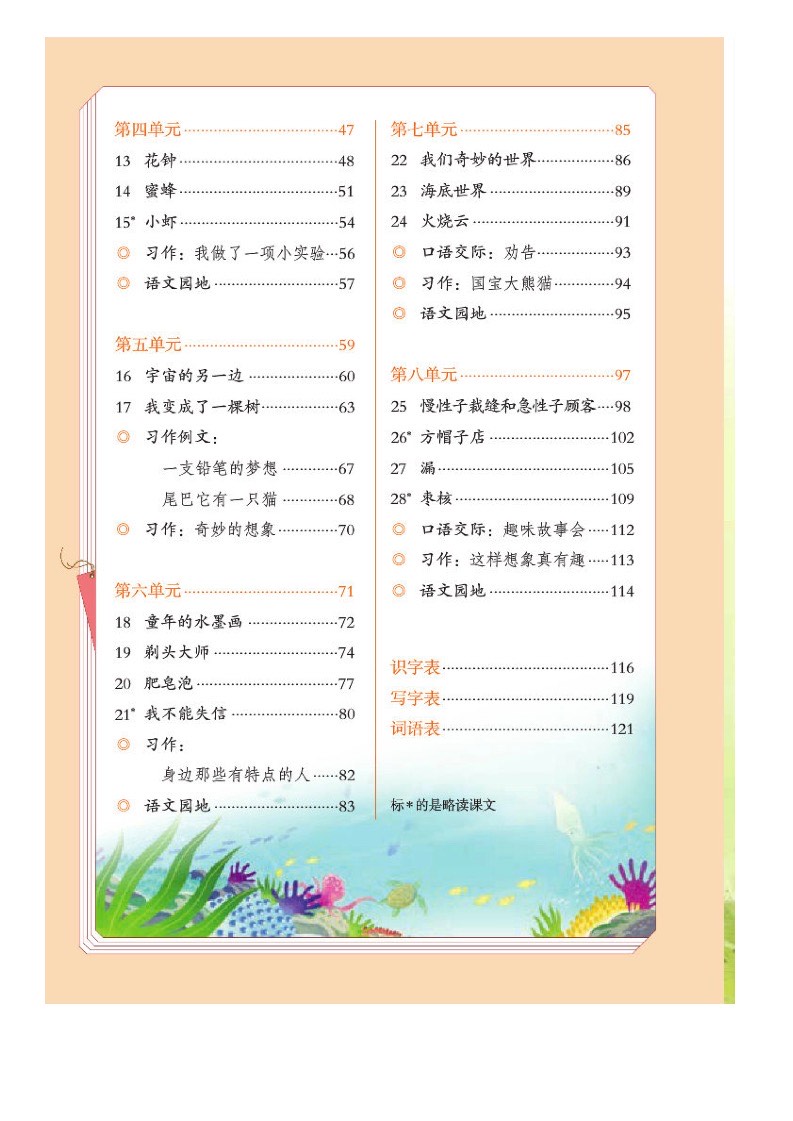 第四单元……47
13 花钟……48
14 蜜蜂……51
15* 小虾……54
◎ 习作：我做了一项小实验…56
◎ 语文园地……57
第五单元……59
16 宇宙的另一边……60
17 我变成了一棵树……63
◎ 习作例文：
一支铅笔的梦想……67
尾巴它有一只猫……68
◎ 习作：奇妙的想象……70
第六单元……71
18 童年的水墨画……72
19 剃头大师……74
20 肥皂泡……77
21* 我不能失信……80
◎ 习作：
身边那些有特点的人……82
◎ 语文园地……83
第七单元……85
22 我们奇妙的世界……86
23 海底世界……89
24 火烧云……91
◎ 口语交际：劝告……93
◎ 习作：国宝大熊猫……94
◎ 语文园地……95
第八单元……97
25 慢性子裁缝和急性子顾客…98
26* 方帽子店……102
27 漏……105
28* 枣核……109
◎ 口语交际：趣味故事会……112
◎ 习作：这样想象真有趣……113
◎ 语文园地……114
识字表……116
写字表……119
词语表……121
标*的是略读课文